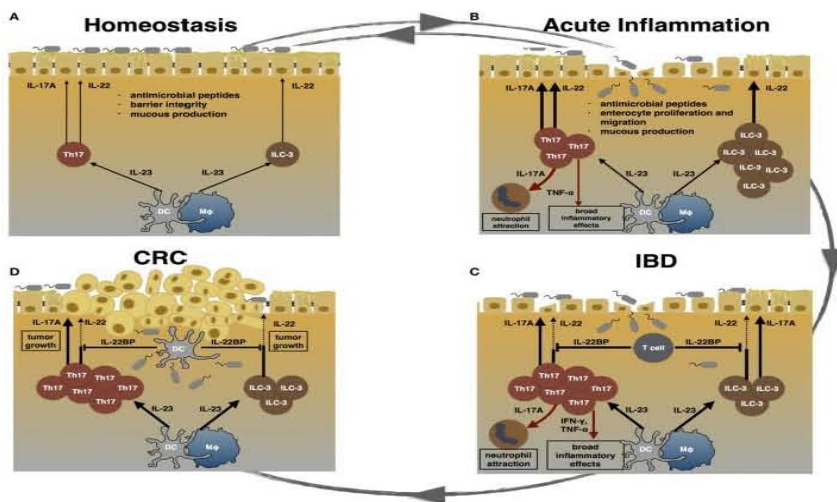 A
Homeostasis
IL-17A
IL-22
IL-22
- antimicrobial peptides
- barrier integrity
- mucous production
Th17
ILC-3
IL-23
IL-23
DC
Mφ
B
Acute Inflammation
IL-17A
IL-22
IL-22
- antimicrobial peptides
- enterocyte proliferation and
migration
- mucous production
Th17
Th17
Th17
ILC-3
ILC-3
ILC-3
ILC-3
ILC-3
ILC-3
ILC-3
IL-17A
TNF-α
IL-23
IL-23
DC
Mφ
neutrophil
attraction
broad
inflammatory
effects
D
CRC
IL-17A
IL-22
IL-22
tumor
growth
tumor
growth
IL-22BP
DC
IL-22BP
Th17
Th17
Th17
Th17
Th17
Th17
ILC-3
ILC-3
ILC-3
IL-23
IL-23
DC
Mφ
C
IBD
IL-17A
IL-22
IL-22
IL-17A
IL-22BP
T cell
IL-22BP
Th17
Th17
Th17
Th17
Th17
Th17
ILC-3
ILC-3
ILC-3
IL-17A
IFN-γ,
TNF-α
IL-23
IL-23
DC
Mφ
neutrophil
attraction
broad
inflammatory
effects